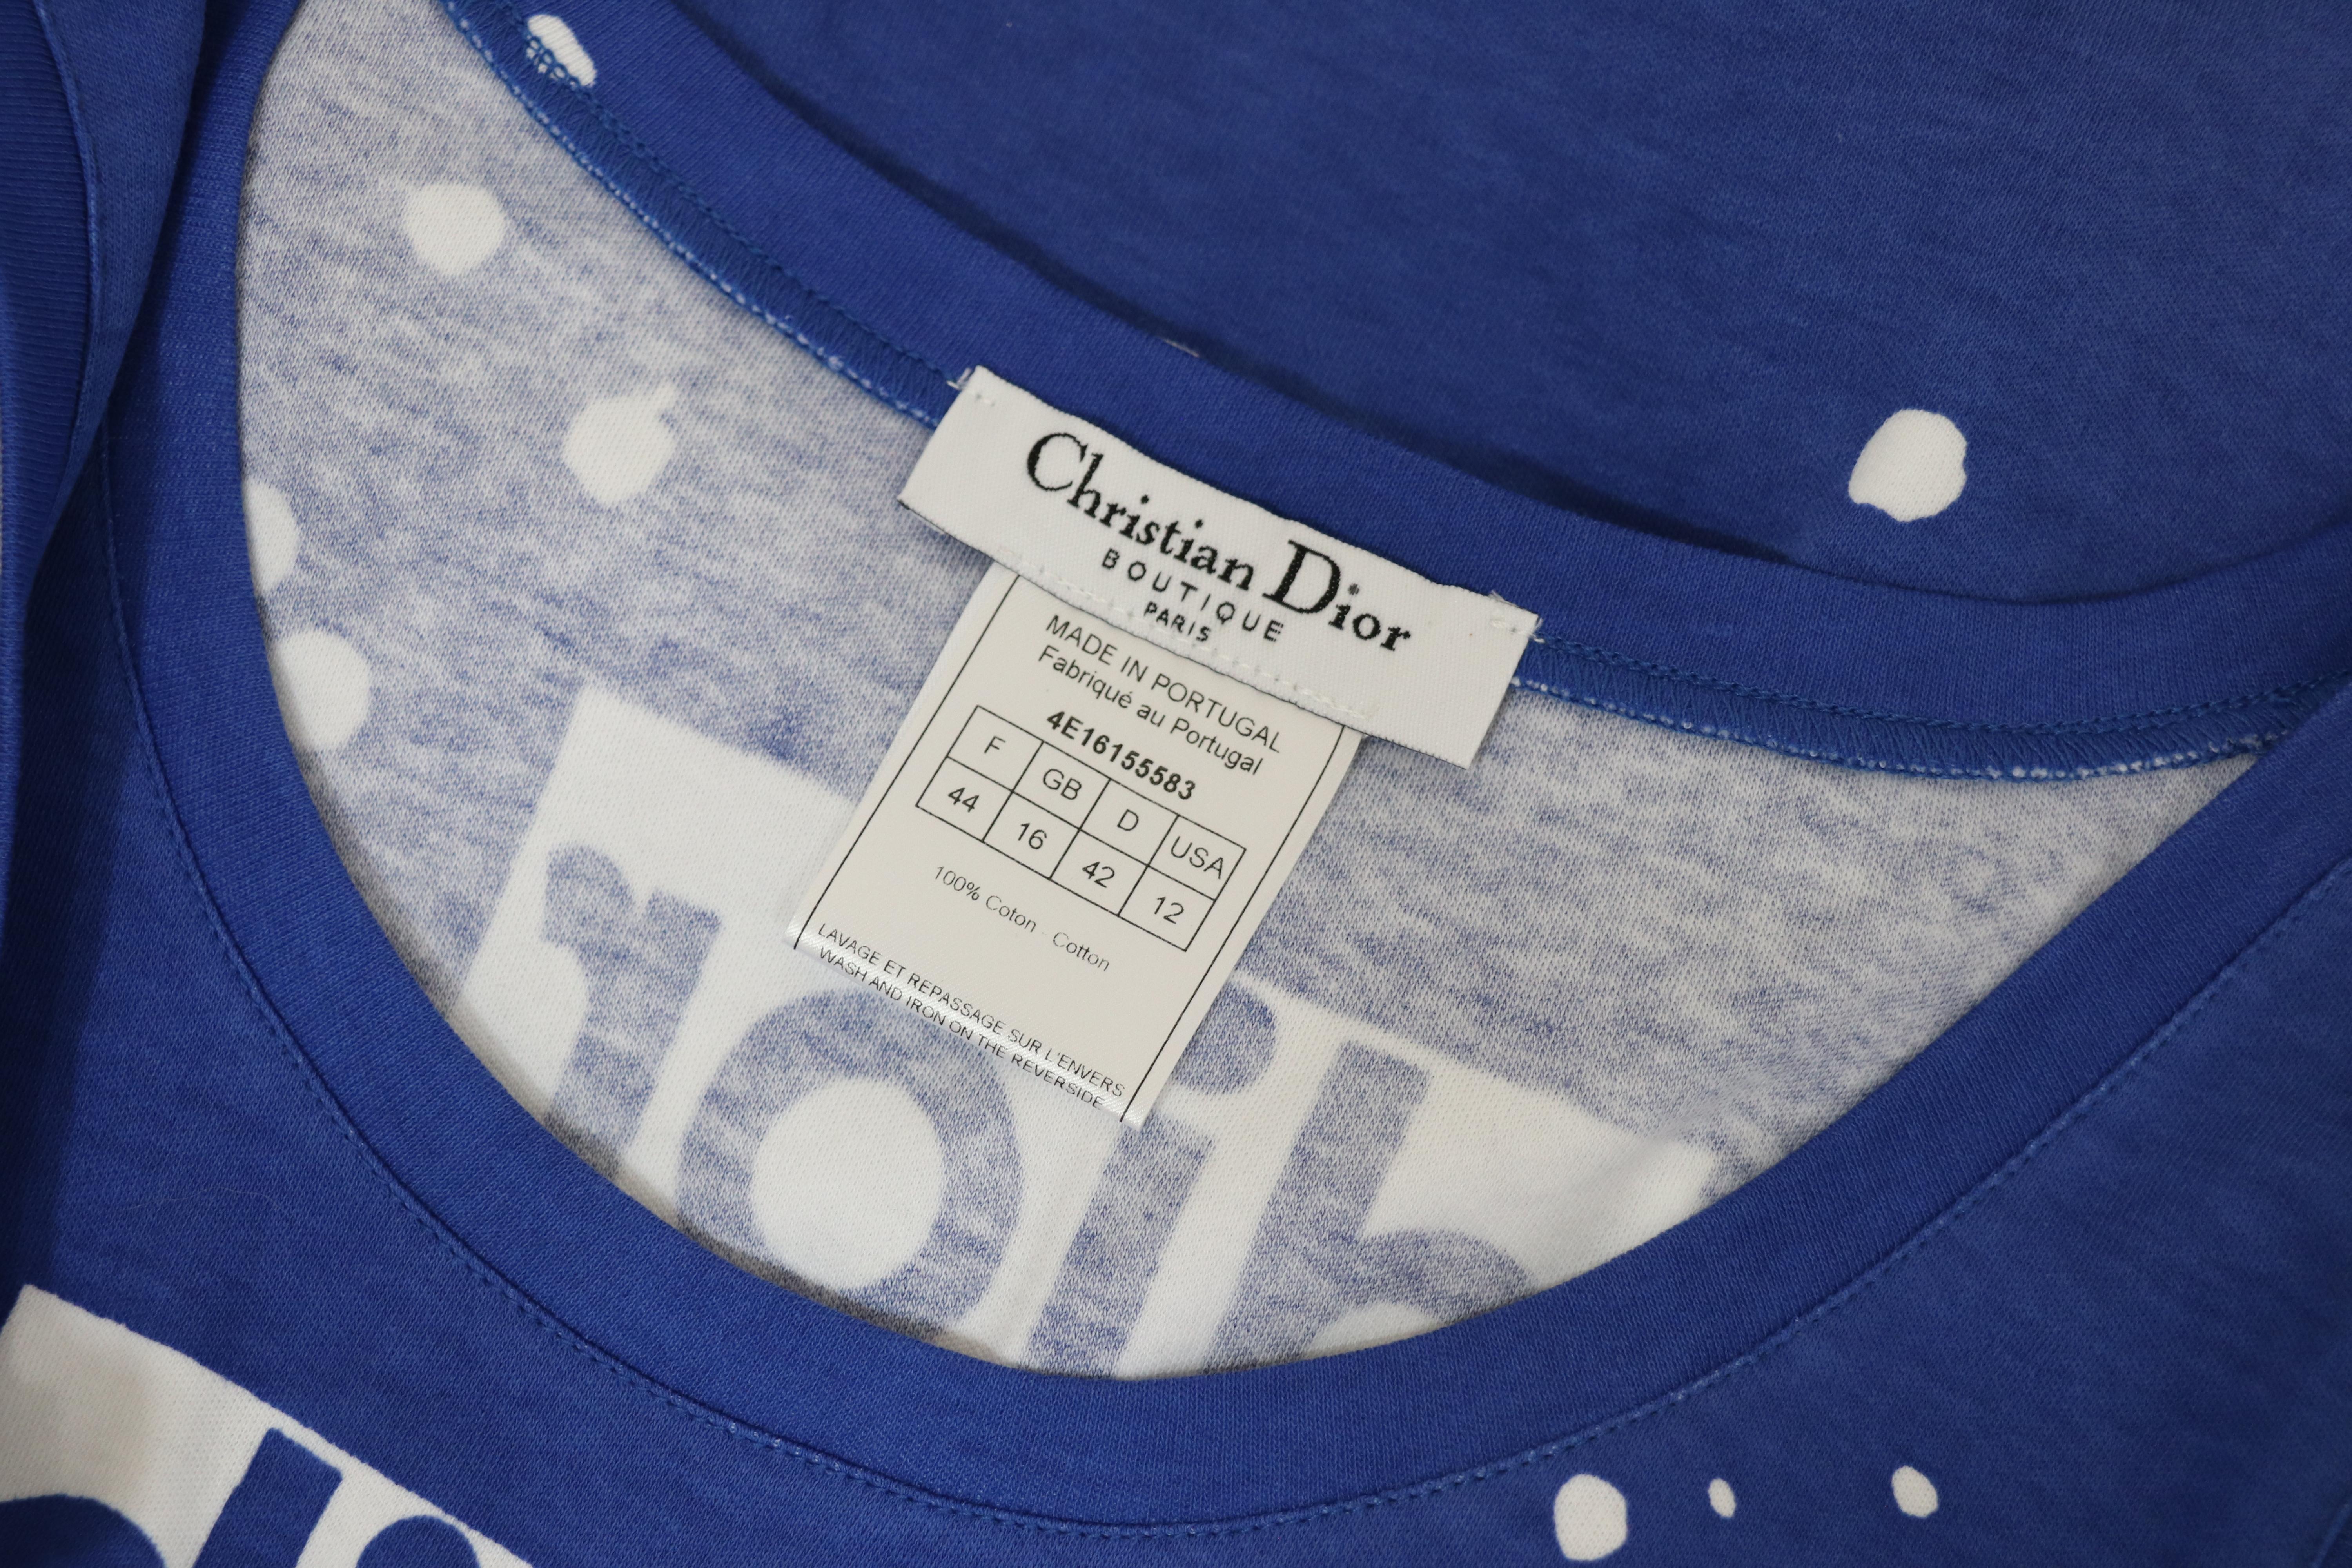 Christian Dior
BOUTIQUE
PARIS
MADE IN PORTUGAL
Fabriqué au Portugal
4E16155583
F GB D USA
44 16 42 12
100% Coton - Cotton
LAVAGE ET REPASSAGE SUR L'ENVERS
WASH AND IRON ON THE REVERSIDE